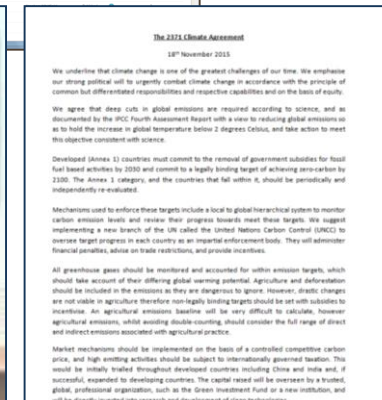 The 2371 Climate Agreement
18th November 2015
We underline that climate change is one of the greatest challenges of our time. We emphasise
our strong political will to urgently combat climate change in accordance with the principle of
common but differentiated responsibilities and respective capabilities and on the basis of equity.
We agree that deep cuts in global emissions are required according to science, and as
documented by the IPCC Fourth Assessment Report with a view to reducing global emissions so
as to hold the increase in global temperature below 2 degrees Celsius, and take action to meet
this objective consistent with science.
Developed (Annex 1) countries must commit to the removal of government subsidies for fossil
fuel based activities by 2030 and commit to a legally binding target of achieving zero-carbon by
2100. The Annex 1 category, and the countries that fall within it, should be periodically and
independently re-evaluated.
Mechanisms used to enforce these targets include a local to global hierarchical system to monitor
carbon emission levels and review their progress towards meet these targets. We suggest
implementing a new branch of the UN called the United Nations Carbon Control (UNCC) to
oversee target progress in each country as an impartial enforcement body. They will administer
financial penalties, advise on trade restrictions, and provide incentives.
All greenhouse gases should be monitored and accounted for within emission targets, which
should take account of their differing global warming potential. Agriculture and deforestation
should be included in the emissions as they are dangerous to ignore. However, drastic changes
are not viable in agriculture therefore non-legally binding targets should be set with subsidies to
incentivise. An agricultural emissions baseline will be very difficult to calculate, however
agricultural emissions, whilst avoiding double-counting, should consider the full range of direct
and indirect emissions associated with agricultural practice.
Market mechanisms should be implemented on the basis of a controlled competitive carbon
price, and high emitting activities should be subject to internationally governed taxation. This
would be initially trialled throughout developed countries including China and India and, if
successful, expanded to developing countries. The capital raised will be overseen by a trusted,
global, professional organization, such as the Green Investment Fund or a new institution, and